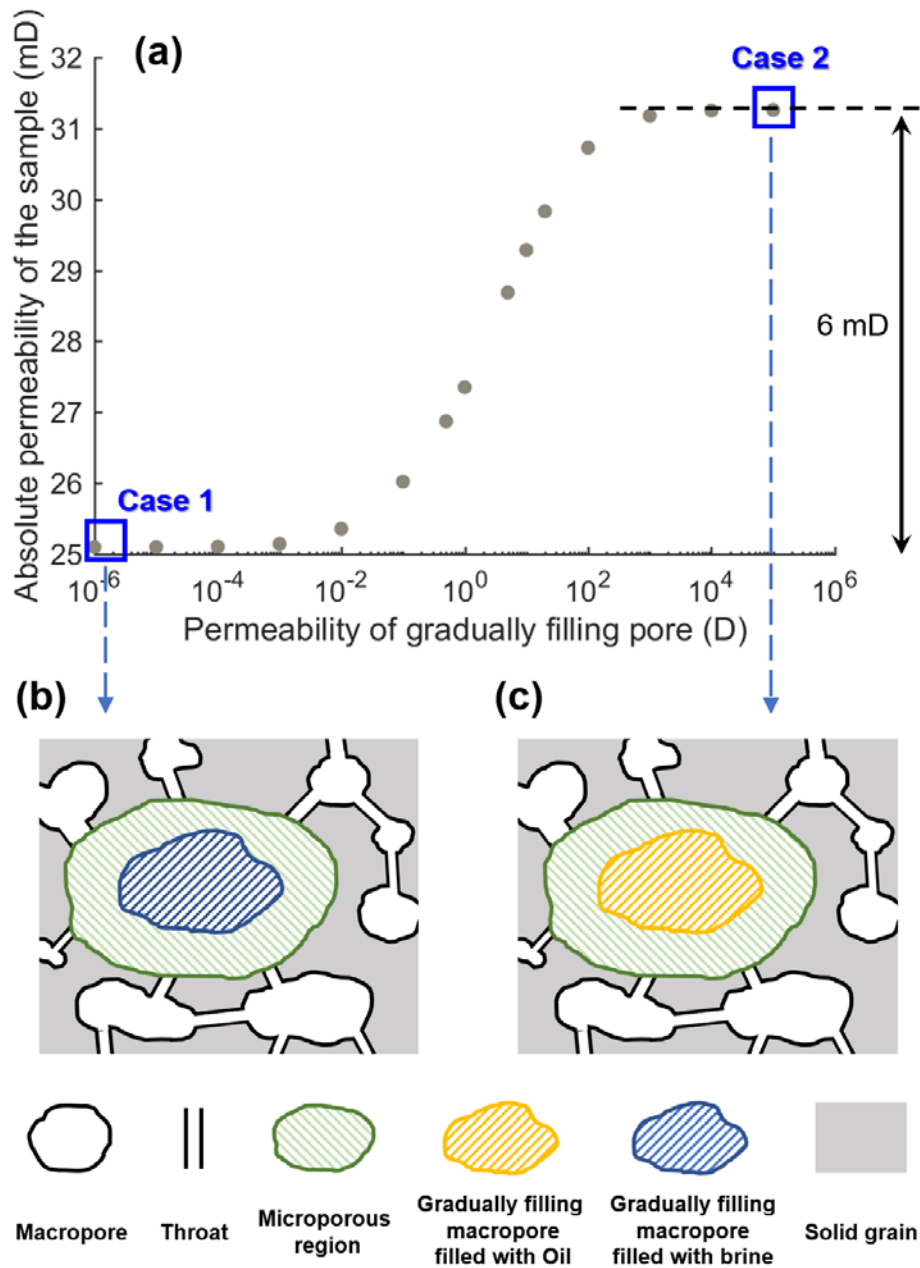 (a)
Absolute permeability of the sample (mD)
32
31
30
29
28
27
26
25
Case 2
6 mD
Case 1
10^-6
10^-4
10^-2
10^0
10^2
10^4
10^6
Permeability of gradually filling pore (D)
(b)
(c)
Macropore
Throat
Microporous
region
Gradually filling
macropore
filled with Oil
Gradually filling
macropore
filled with brine
Solid grain